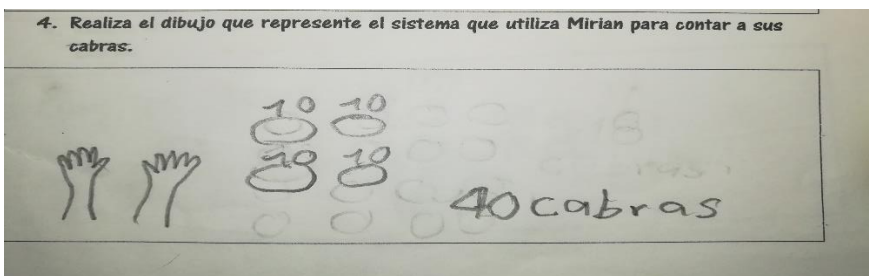 4. Realiza el dibujo que represente el sistema que utiliza Mirian para contar a sus
cabras.
10 10
10 10
40 cabras